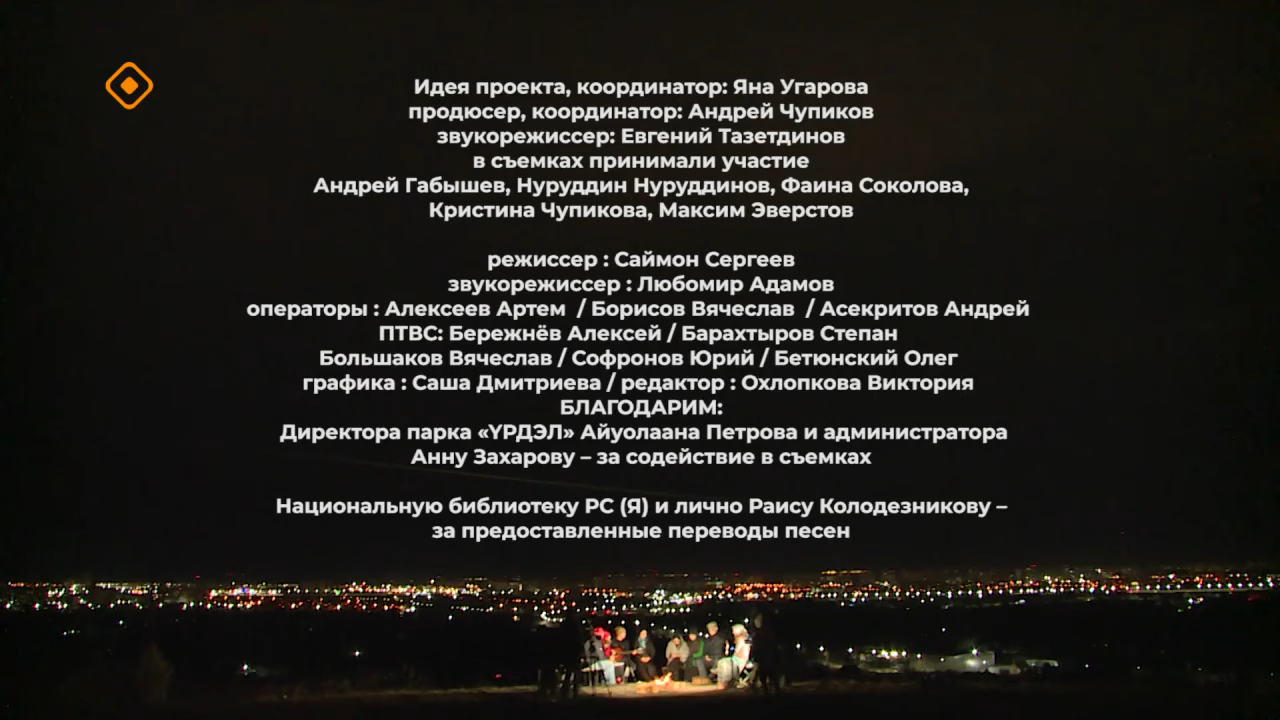 Идея проекта, координатор: Яна Угарова
продюсер, координатор: Андрей Чупиков
звукорежиссер: Евгений Тазетдинов
в съемках принимали участие
Андрей Габышев, Нуруддин Нуруддинов, Фаина Соколова,
Кристина Чупикова, Максим Эверстов
режиссер : Саймон Сергеев
звукорежиссер : Любомир Адамов
операторы : Алексеев Артем / Борисов Вячеслав / Асекритов Андрей
ПТВС: Бережнёв Алексей / Барахтыров Степан
Большаков Вячеслав / Софронов Юрий / Бетюнский Олег
графика : Саша Дмитриева / редактор : Охлопкова Виктория
БЛАГОДАРИМ:
Директора парка «ҮРДЭЛ» Айуолаана Петрова и администратора
Анну Захарову – за содействие в съемках
Национальную библиотеку РС (Я) и лично Раису Колодезникову –
за предоставленные переводы песен